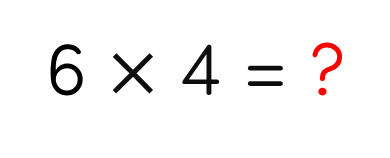 6 × 4 = ?